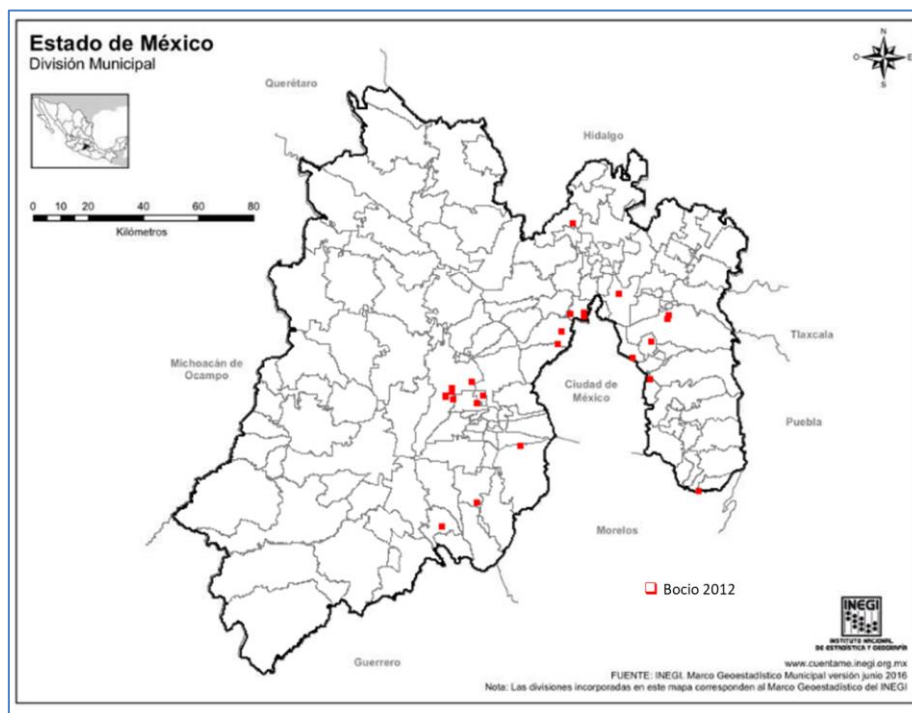 Estado de México
División Municipal
N
O
E
S
Querétaro
Hidalgo
0 20 40 60 80
Kilómetros
Tlaxcala
Michoacán de
Ocampo
Ciudad de
México
Puebla
Morelos
Bocio 2012
Guerrero
INEGI
INSTITUTO NACIONAL
DE ESTADÍSTICA Y GEOGRAFÍA
www.cuentame.inegi.org.mx
FUENTE: INEGI. Marco Geoestadístico Municipal versión junio 2016
Nota: Las divisiones incorporadas en este mapa corresponden al Marco Geoestadístico del INEGI